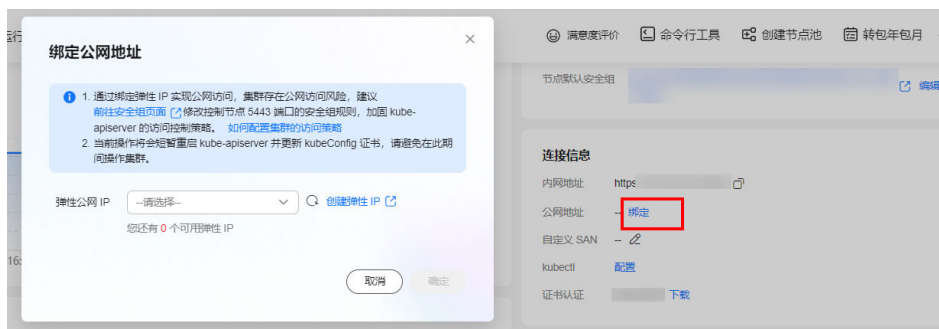 运行
满意度评价
命令行工具
创建节点池
转包年包月
绑定公网地址
1. 通过绑定弹性 IP 实现公网访问，集群存在公网访问风险，建议
前往安全组页面 修改控制节点 5443 端口的安全组规则，加固 kube-
apiserver 的访问控制策略。 如何配置集群的访问策略
2. 当前操作将会短暂重启 kube-apiserver 并更新 kubeConfig 证书，请避免在此期
间操作集群。
弹性公网 IP
--请选择--
创建弹性 IP
您还有 0 个可用弹性 IP
取消
确定
16:
节点默认安全
组
编辑
连接信息
内网地址 https
公网地址 -- 绑定
自定义 SAN --
kubectl 配置
证书认证 下载